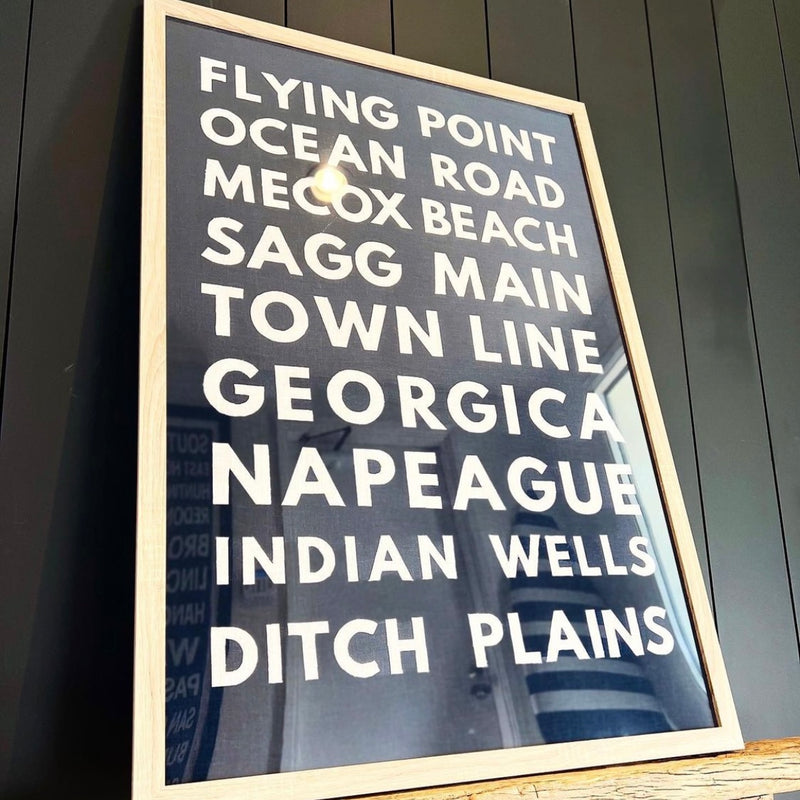 FLYING POINT
OCEAN ROAD
MECOX BEACH
SAGG MAIN
TOWN LINE
GEORGICA
NAPEAGUE
INDIAN WELLS
DITCH PLAINS